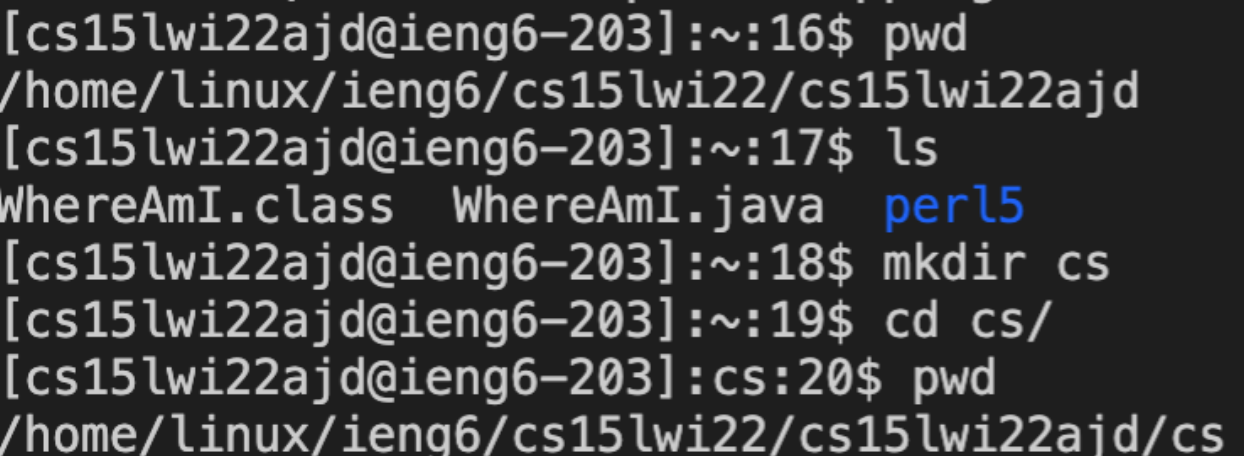 [cs15lwi22ajd@ieng6-203]:~:16$ pwd
/home/linux/ieng6/cs15lwi22/cs15lwi22ajd
[cs15lwi22ajd@ieng6-203]:~:17$ ls
WhereAmI.class  WhereAmI.java  perl5
[cs15lwi22ajd@ieng6-203]:~:18$ mkdir cs
[cs15lwi22ajd@ieng6-203]:~:19$ cd cs/
[cs15lwi22ajd@ieng6-203]:cs:20$ pwd
/home/linux/ieng6/cs15lwi22/cs15lwi22ajd/cs